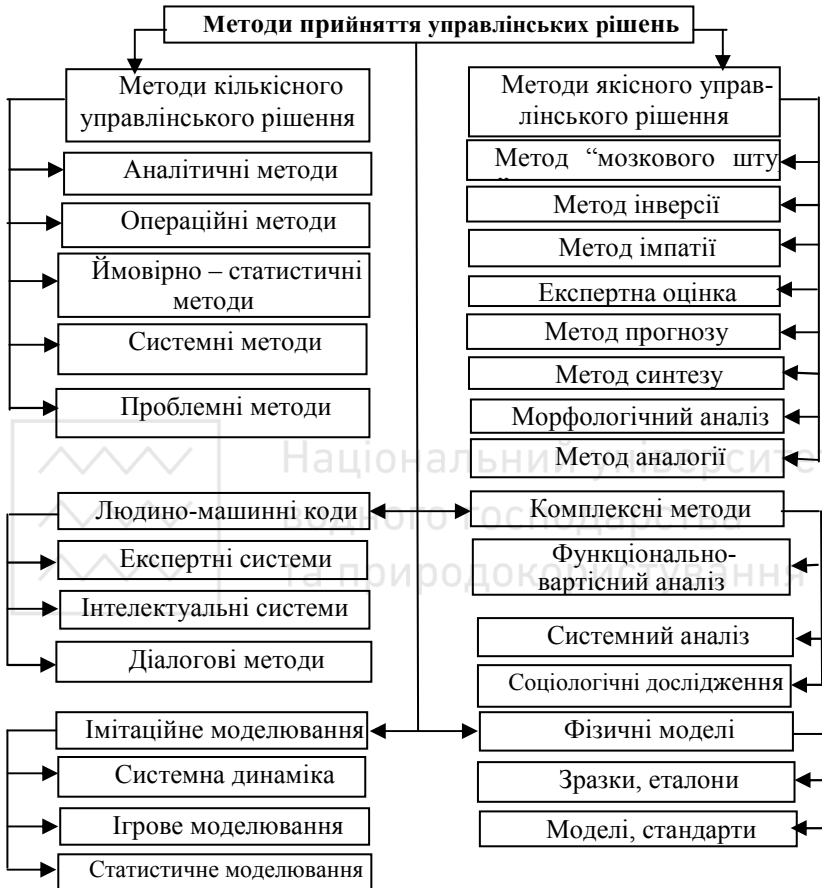 Методи прийняття управлінських рішень
Методи кількісного
управлінського рішення
Аналітичні методи
Операційні методи
Ймовірно – статистичні
методи
Системні методи
Проблемні методи
Методи якісного управ-
лінського рішення
Метод “мозкового шту
Метод інверсії
Метод імпатії
Експертна оцінка
Метод прогнозу
Метод синтезу
Морфологічний аналіз
Метод аналогії
Людино-машинні коди
Експертні системи
Інтелектуальні системи
Діалогові методи
Комплексні методи
Функціонально-
вартісний аналіз
Системний аналіз
Соціологічні дослідження
Імітаційне моделювання
Системна динаміка
Ігрове моделювання
Статистичне моделювання
Фізичні моделі
Зразки, еталони
Моделі, стандарти
Національний університе
водного господарства
та природокористування